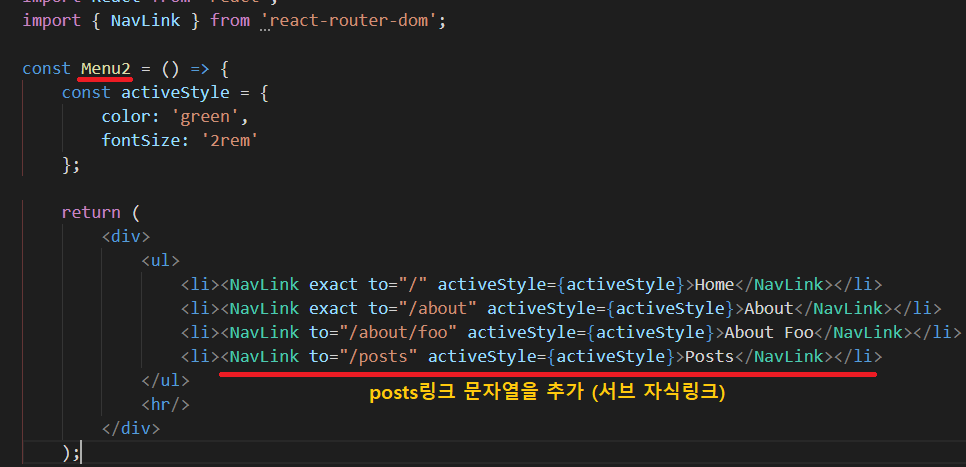 import React from 'react';
import { NavLink } from 'react-router-dom';
const Menu2 = () => {
const activeStyle = {
color: 'green',
fontSize: '2rem'
};
return (
<div>
<ul>
<li><NavLink exact to="/" activeStyle={activeStyle}>Home</NavLink></li>
<li><NavLink exact to="/about" activeStyle={activeStyle}>About</NavLink></li>
<li><NavLink to="/about/foo" activeStyle={activeStyle}>About Foo</NavLink></li>
<li><NavLink to="/posts" activeStyle={activeStyle}>Posts</NavLink></li>
</ul>
posts링크 문자열을 추가 (서브 자식링크)
<hr/>
</div>
);